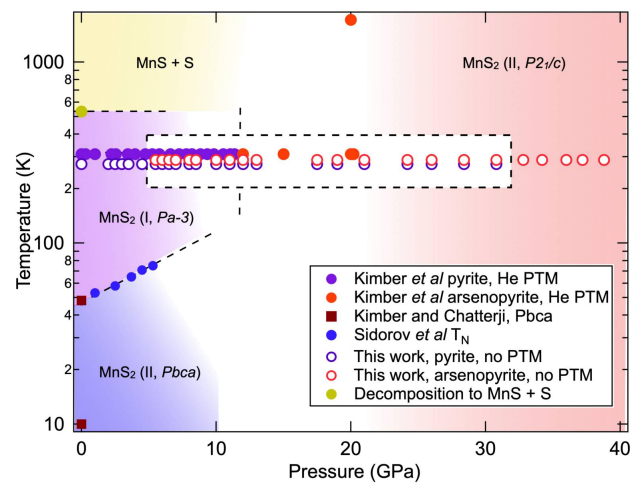 MnS + S
MnS₂ (II, P2₁/c)
1000
8
6
4
2
100
8
6
4
2
10
Temperature (K)
MnS₂ (I, Pa-3)
MnS₂ (II, Pbca)
Kimber et al pyrite, He PTM
Kimber et al arsenopyrite, He PTM
Kimber and Chatterji, Pbca
Sidorov et al T_N
This work, pyrite, no PTM
This work, arsenopyrite, no PTM
Decomposition to MnS + S
0 10 20 30 40
Pressure (GPa)